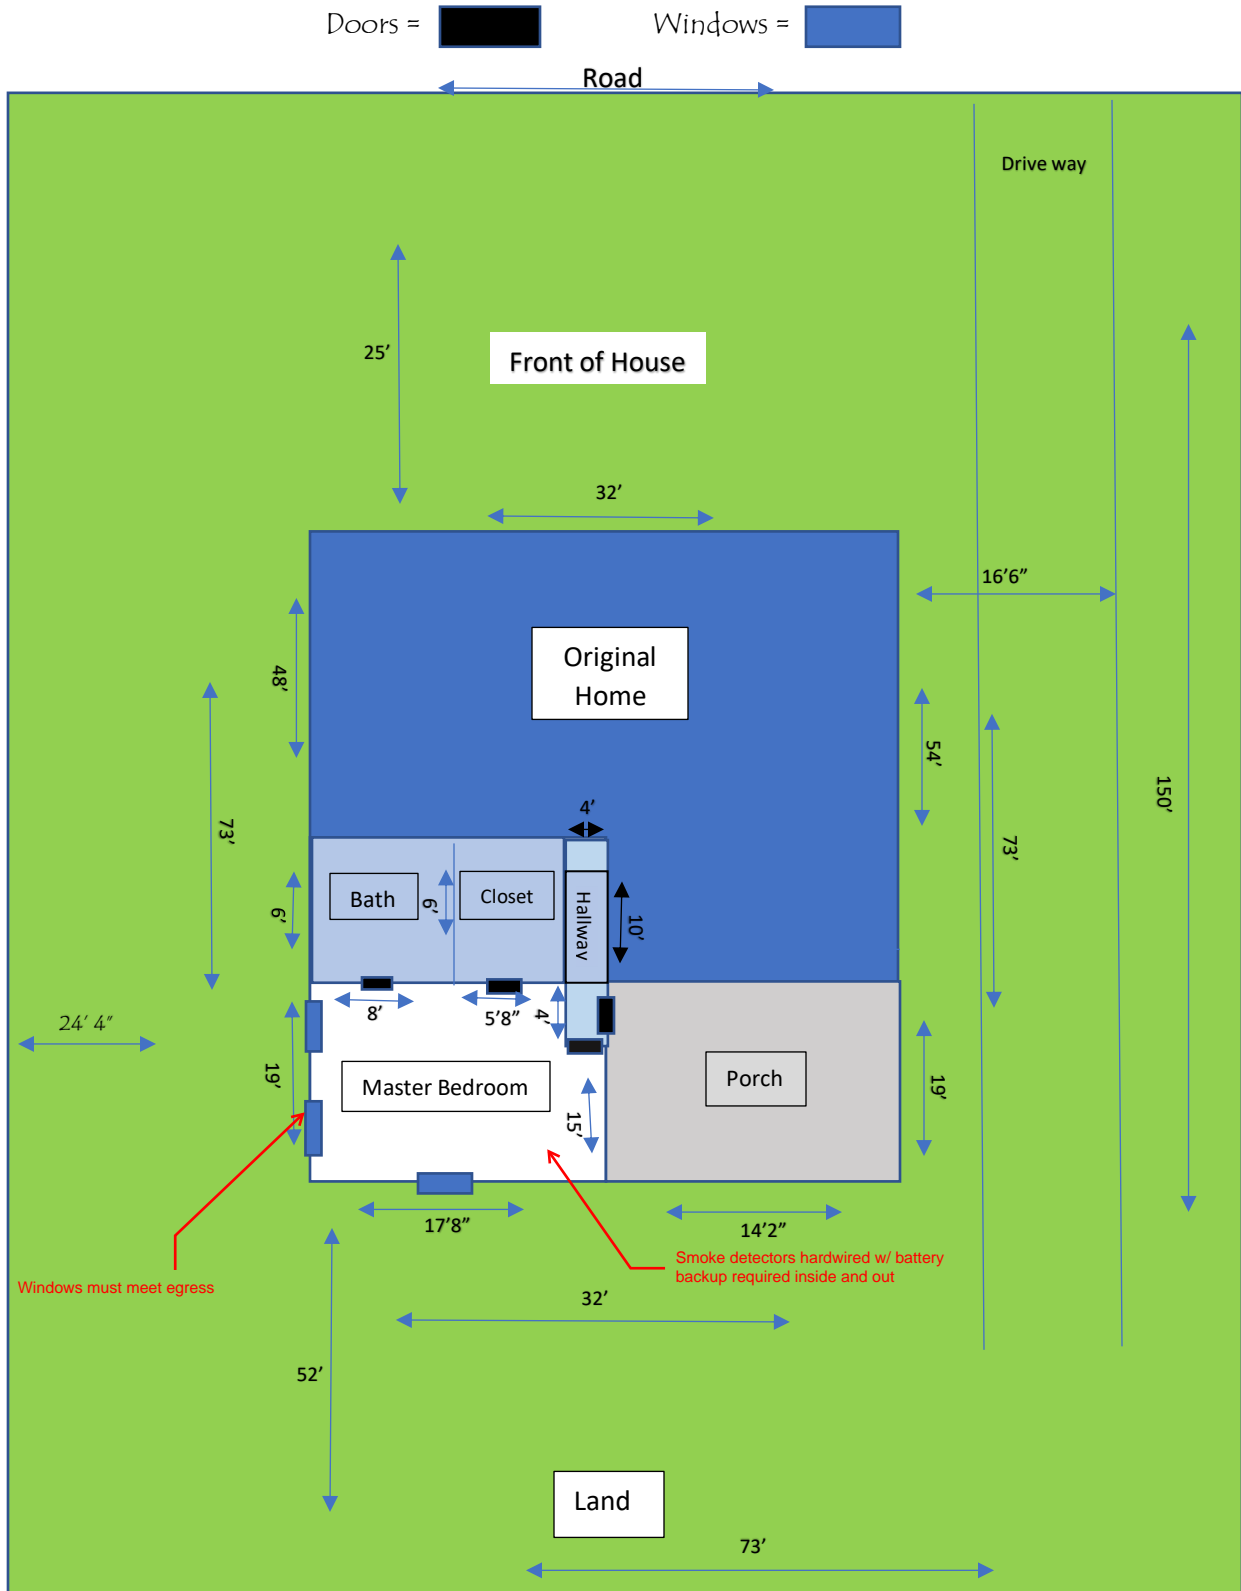 Doors =
Windows =
Road
Drive way
25’
Front of House
32’
16’6”
Original
Home
48’
54’
73’
73’
150’
4’
Bath
Closet
Hallway
6’
6’
10’
8’
5’8”
4’
24’ 4”
19’
Master Bedroom
15’
Porch
19’
17’8”
14’2”
Windows must meet egress
Smoke detectors hardwired w/ battery
backup required inside and out
32’
52’
Land
73’